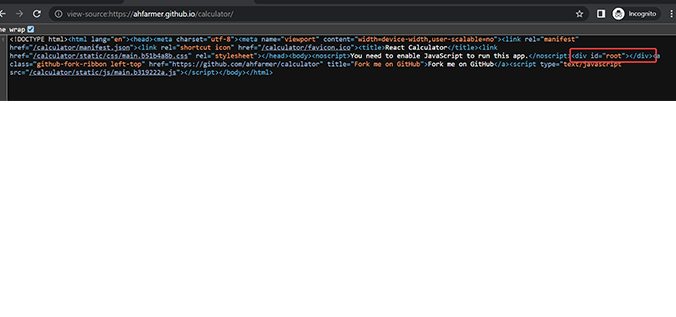 view-source:https://ahfarmer.github.io/calculator/
Incognito
ne wrap
<!DOCTYPE html><html lang="en"><head><meta charset="utf-8"><meta name="viewport" content="width=device-width,user-scalable=no"><link rel="manifest"
href="/calculator/manifest.json"><link rel="shortcut icon" href="/calculator/favicon.ico"><title>React Calculator</title><link
href="/calculator/static/css/main.b51b4a8b.css" rel="stylesheet"></head><body><noscript>You need to enable JavaScript to run this app.</noscript><div id="root"></div><a
class="github-fork-ribbon left-top" href="https://github.com/ahfarmer/calculator" title="Fork me on GitHub">Fork me on GitHub</a><script type="text/javascript"
src="/calculator/static/js/main.b319222a.js"></script></body></html>